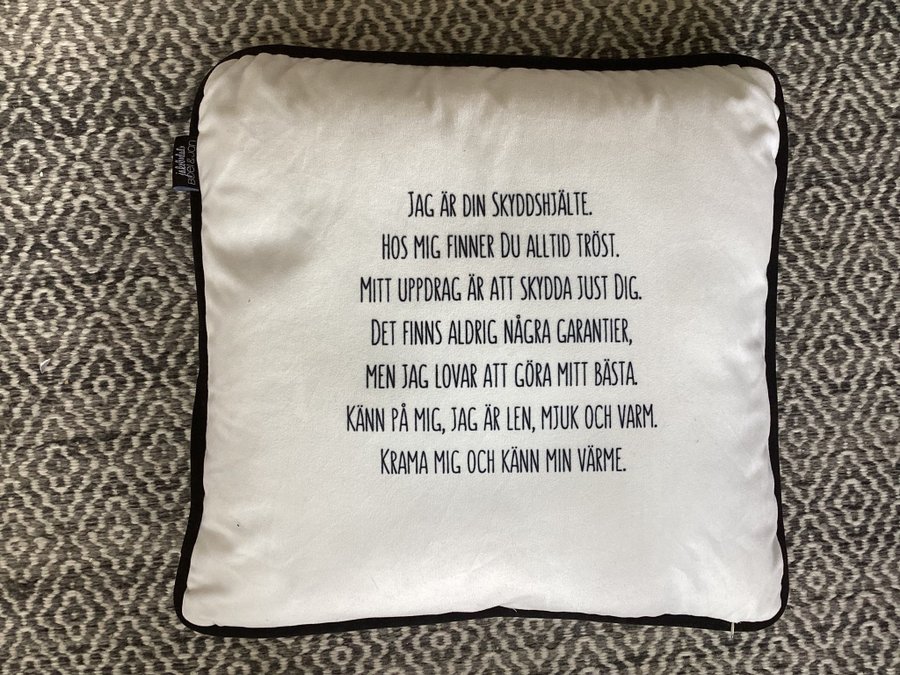 Jag är din Skyddshjälte.
Hos mig finner Du alltid tröst.
Mitt uppdrag är att skydda just Dig.
Det finns aldrig några garantier,
men jag lovar att göra mitt bästa.
Känn på mig, jag är len, mjuk och varm.
Krama mig och känn min värme.